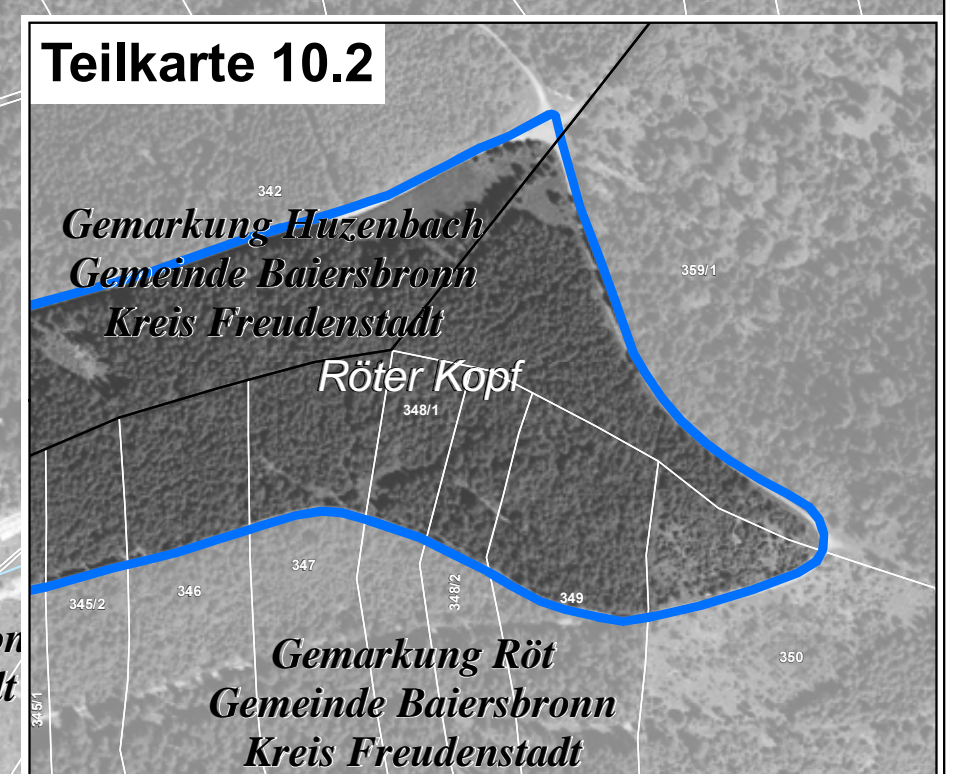 Teilkarte 10.2
342
Gemarkung Huzenbach
Gemeinde Baiersbronn
Kreis Freudenstadt
359/1
Röter Kopf
348/1
347
346
345/2
348/2
349
345/1
350
Gemarkung Röt
Gemeinde Baiersbronn
Kreis Freudenstadt